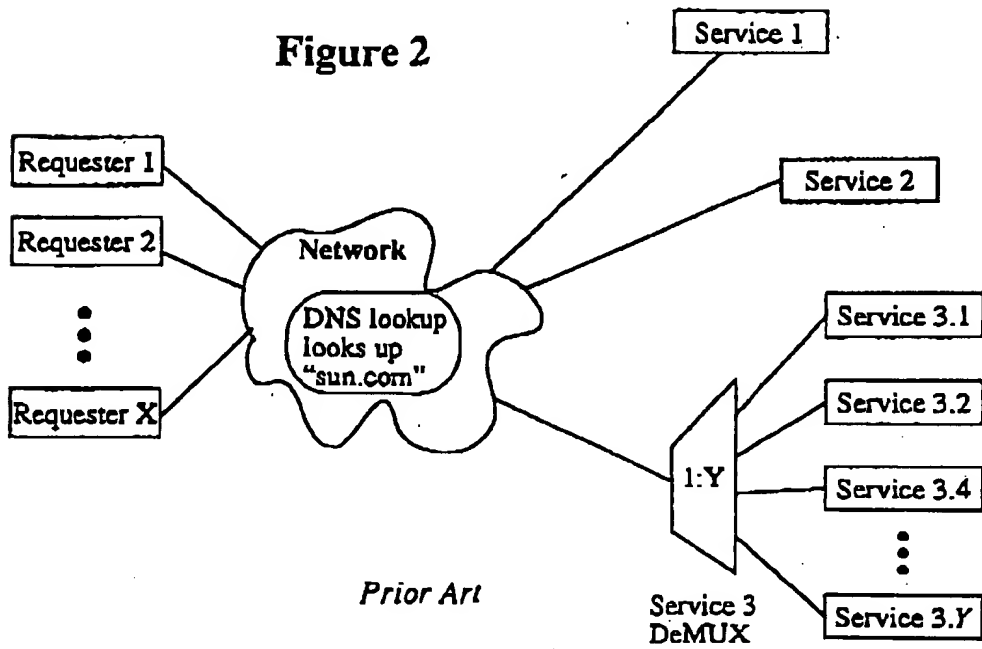 Figure 2
Service 1
Requester 1
Service 2
Requester 2
Network
DNS lookup
looks up
"sun.com"
Requester X
Service 3.1
Service 3.2
1:Y
Service 3.4
Service 3.Y
Prior Art
Service 3
DeMUX